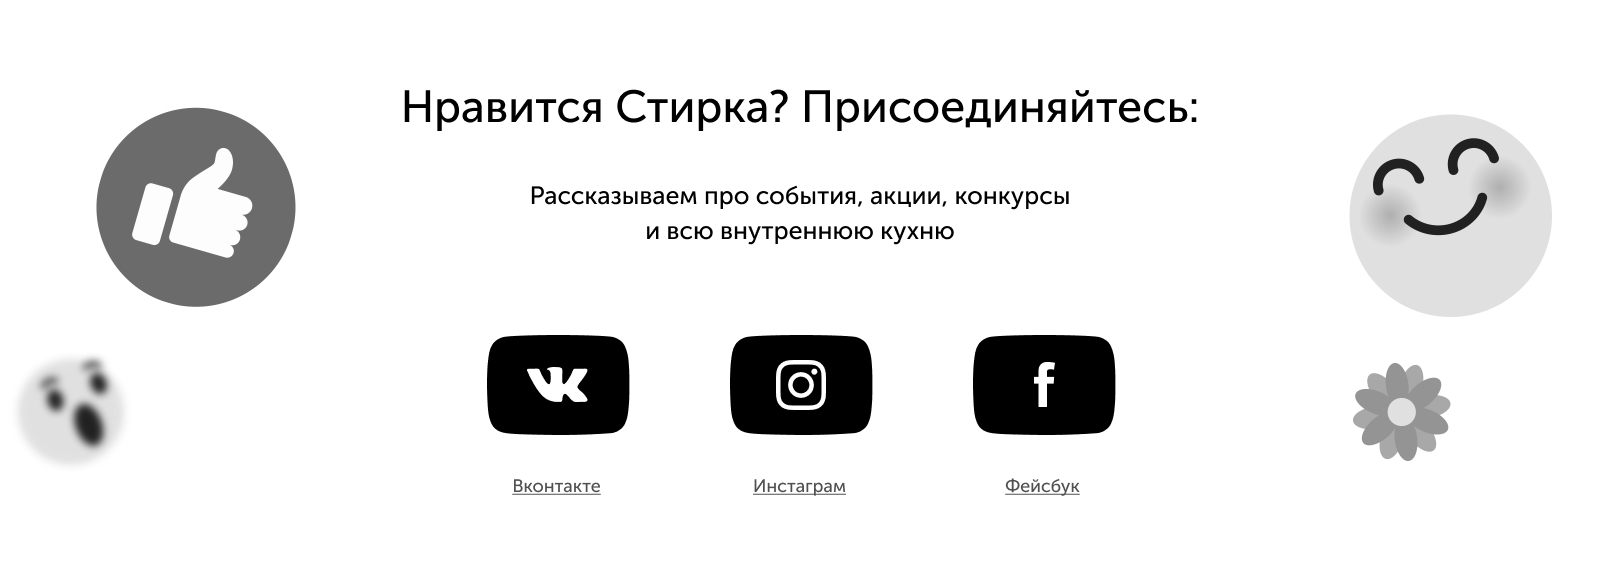 Нравится Стирка? Присоединяйтесь:
Рассказываем про события, акции, конкурсы
и всю внутреннюю кухню
Вконтакте
Инстаграм
Фейсбук